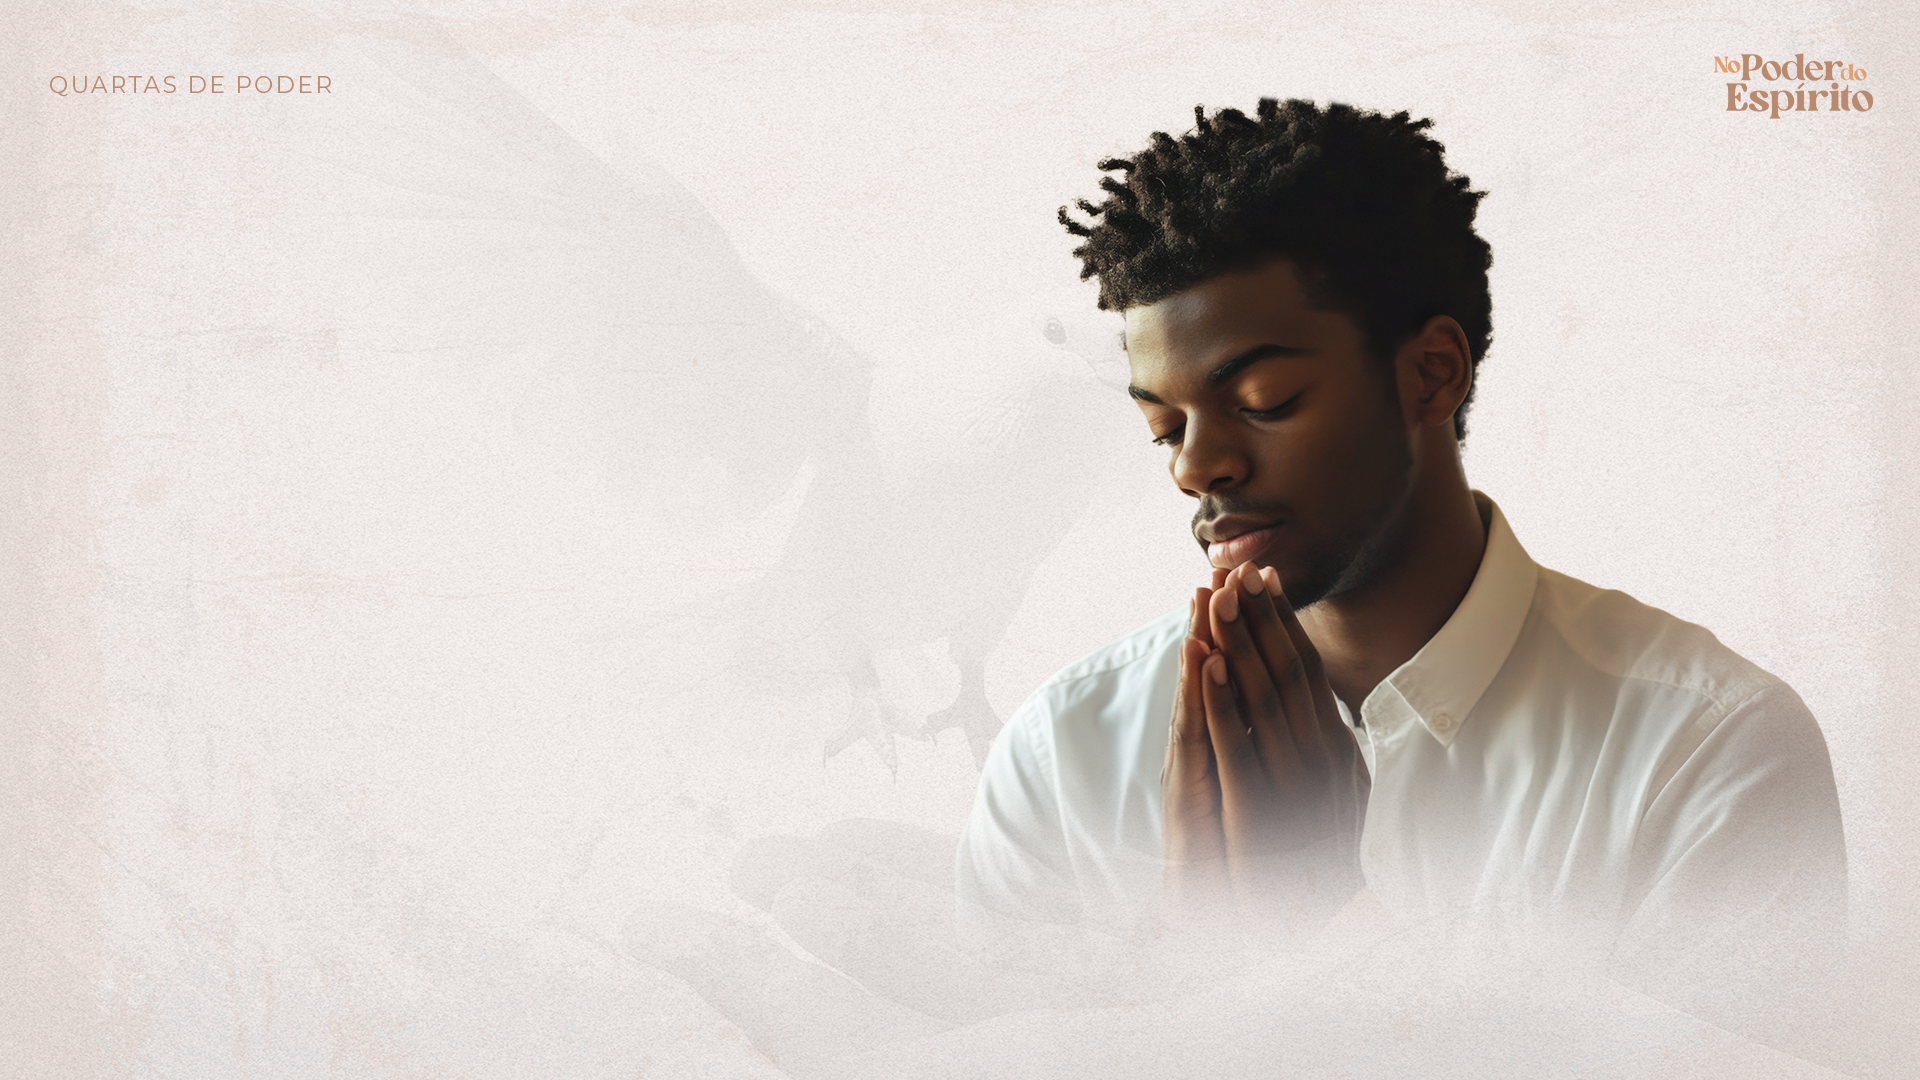 QUARTAS DE PODER
No Poder do
Espírito